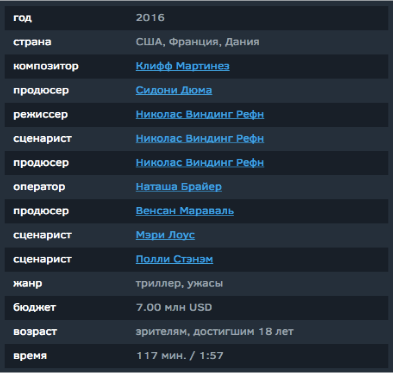 год 2016
страна США, Франция, Дания
композитор Клифф Мартинез
продюсер Сидони Дюма
режиссер Николас Виндинг Рефн
сценарист Николас Виндинг Рефн
продюсер Николас Виндинг Рефн
оператор Наташа Брайер
продюсер Венсан Мараваль
сценарист Мэри Лоус
сценарист Полли Стэнэм
жанр триллер, ужасы
бюджет 7.00 млн USD
возраст зрителям, достигшим 18 лет
время 117 мин. / 1:57